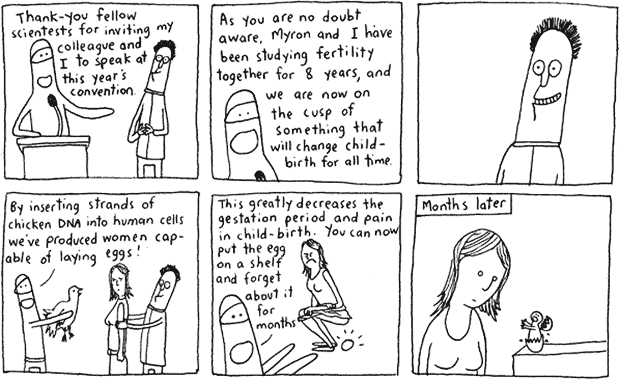 Thank-you fellow
scientests for inviting my
colleague and
I to speak at
this year's
convention.
As you are no doubt
aware, Myron and I have
been studying fertility
together for 8 years, and
we are now on
the cusp of
something that
will change child-
birth for all time.
By inserting strands of
chicken DNA into human cells
we've produced women cap-
able of laying eggs!
This greatly decreases the
gestation period and pain
in child-birth. You can now
put the egg
on a shelf
and forget
about it
for
months
Months later